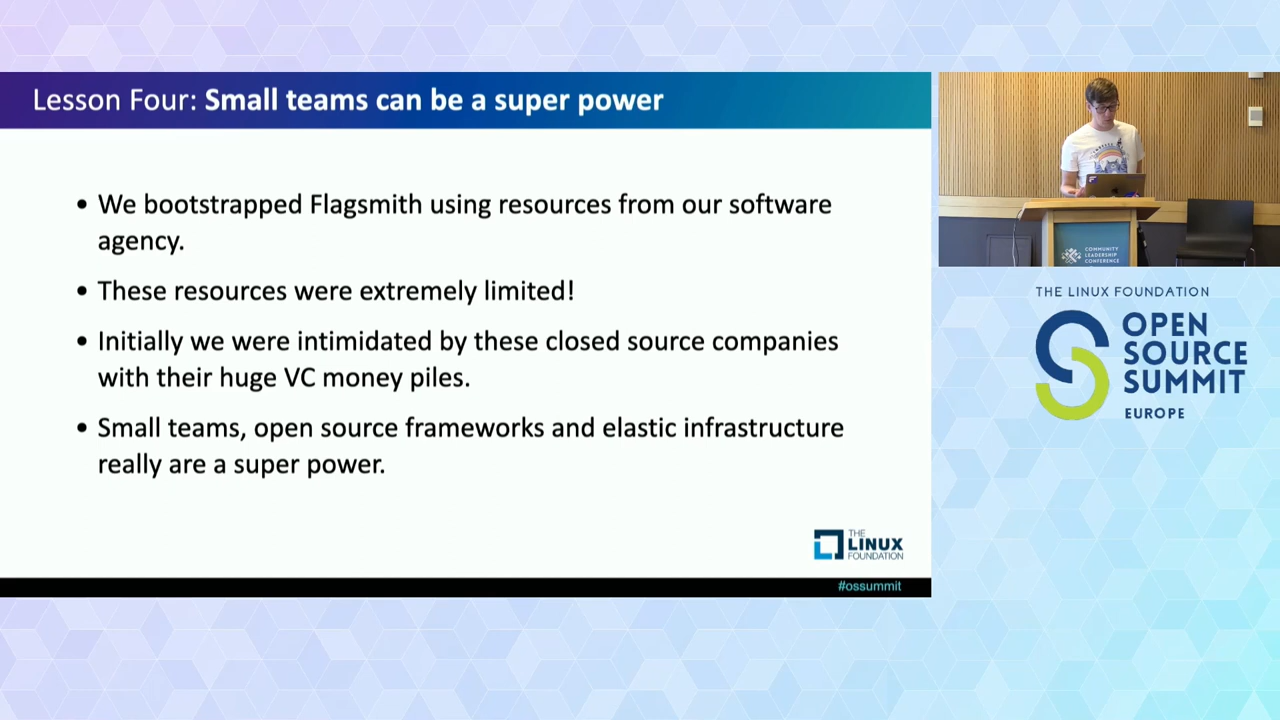 Lesson Four: Small teams can be a super power
• We bootstrapped Flagsmith using resources from our software
agency.
• These resources were extremely limited!
• Initially we were intimidated by these closed source companies
with their huge VC money piles.
• Small teams, open source frameworks and elastic infrastructure
really are a super power.
THE
LINUX
FOUNDATION
#ossummit
COMMUNITY
LEADERSHIP
CONFERENCE
THE LINUX FOUNDATION
OPEN
SOURCE
SUMMIT
EUROPE